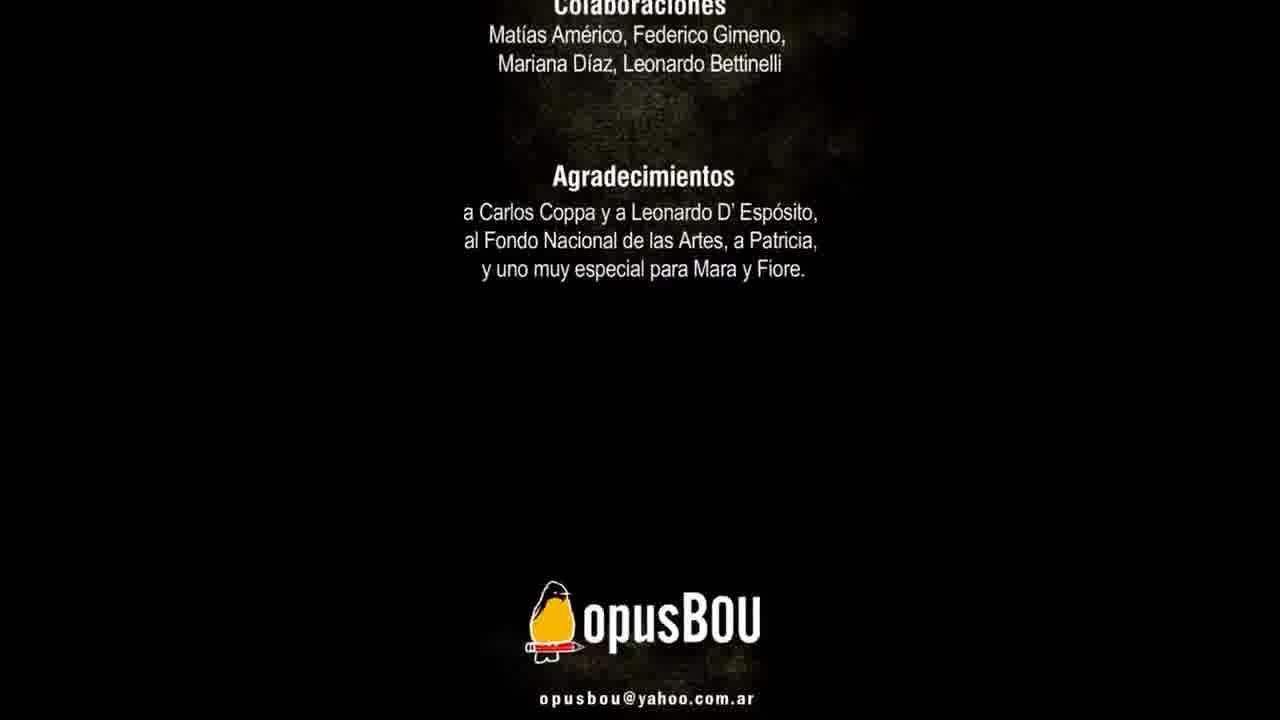 Colaboraciones
Matías Américo, Federico Gimeno,
Mariana Díaz, Leonardo Bettinelli
Agradecimientos
a Carlos Coppa y a Leonardo D' Espósito,
al Fondo Nacional de las Artes, a Patricia,
y uno muy especial para Mara y Fiore.
opusBOU
opusbou@yahoo.com.ar